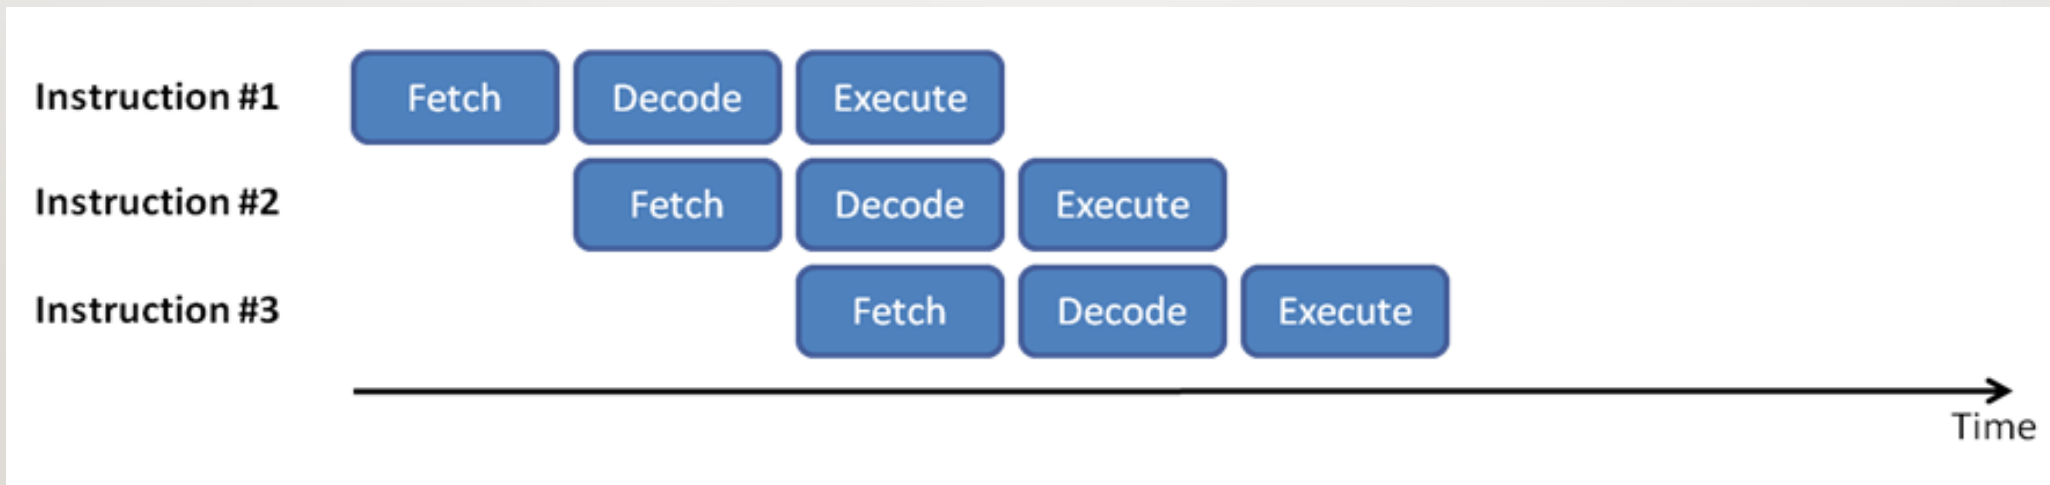 Instruction #1 Fetch Decode Execute
Instruction #2 Fetch Decode Execute
Instruction #3 Fetch Decode Execute
Time